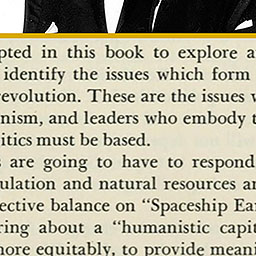 pted in this book to explore a
identify the issues which form
revolution. These are the issues
nism, and leaders who embody t
itics must be based.
are going to have to respond
ulation and natural resources a
ective balance on "Spaceship Ea
ring about a "humanistic capit
more equitably, to provide meani